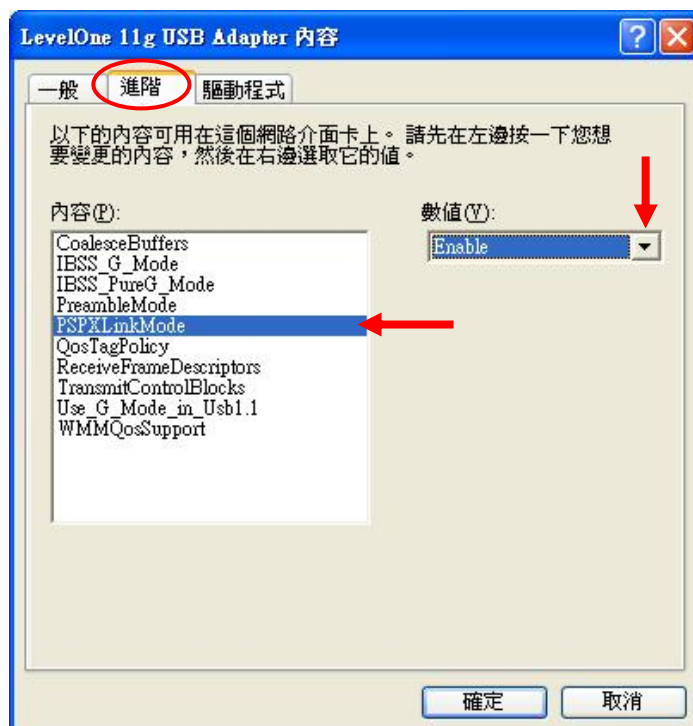 LevelOne 11g USB Adapter 內容
一般 進階 驅動程式
以下的內容可用在這個網路介面卡上。 請先在左邊按一下您想
要變更的內容，然後在右邊選取它的值。
內容(P): 數值(V):
CoalesceBuffers Enable
IBSS_G_Mode
IBSS_PureG_Mode
PreambleMode
PSPXLinkMode
QosTagPolicy
ReceiveFrameDescriptors
TransmitControlBlocks
Use_G_Mode_in_Usb1.1
WMMQosSupport
確定 取消